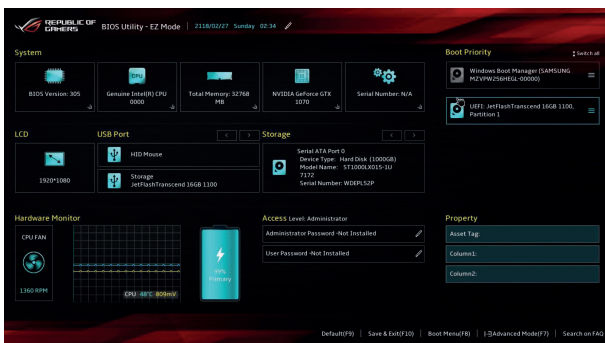 REPUBLIC OF
GAMERS
BIOS Utility - EZ Mode
2118/02/27 Sunday 02:34
System
BIOS Version: 305
CPU
Genuine Intel(R) CPU
0000
Total Memory: 32768
MB
NVIDIA GeForce GTX
1070
Serial Number: N/A
Boot Priority
Switch all
Windows Boot Manager (SAMSUNG
MZVPW256HEGL-00000)
UEFI: JetFlashTranscend 16GB 1100,
Partition 1
LCD
1920*1080
USB Port
HID Mouse
Storage
JetFlashTranscend 16GB 1100
Storage
Serial ATA Port 0
Device Type: Hard Disk (1000GB)
Model Name: ST1000LX015-1U
7172
Serial Number: WDEPLS2P
Hardware Monitor
CPU FAN
1360 RPM
CPU 48°C 809mV
99%
Primary
Access Level: Administrator
Administrator Password -Not Installed
User Password -Not Installed
Property
Asset Tag:
Column1:
Column2:
Default(F9) | Save & Exit(F10) | Boot Menu(F8) | Advanced Mode(F7) | Search on FAQ